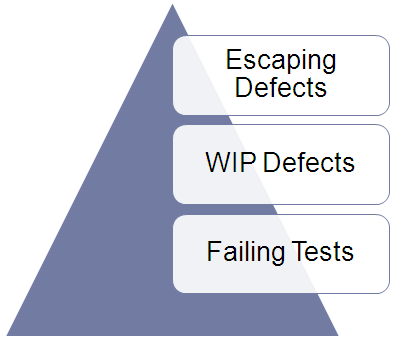 Escaping
Defects
WIP Defects
Failing Tests